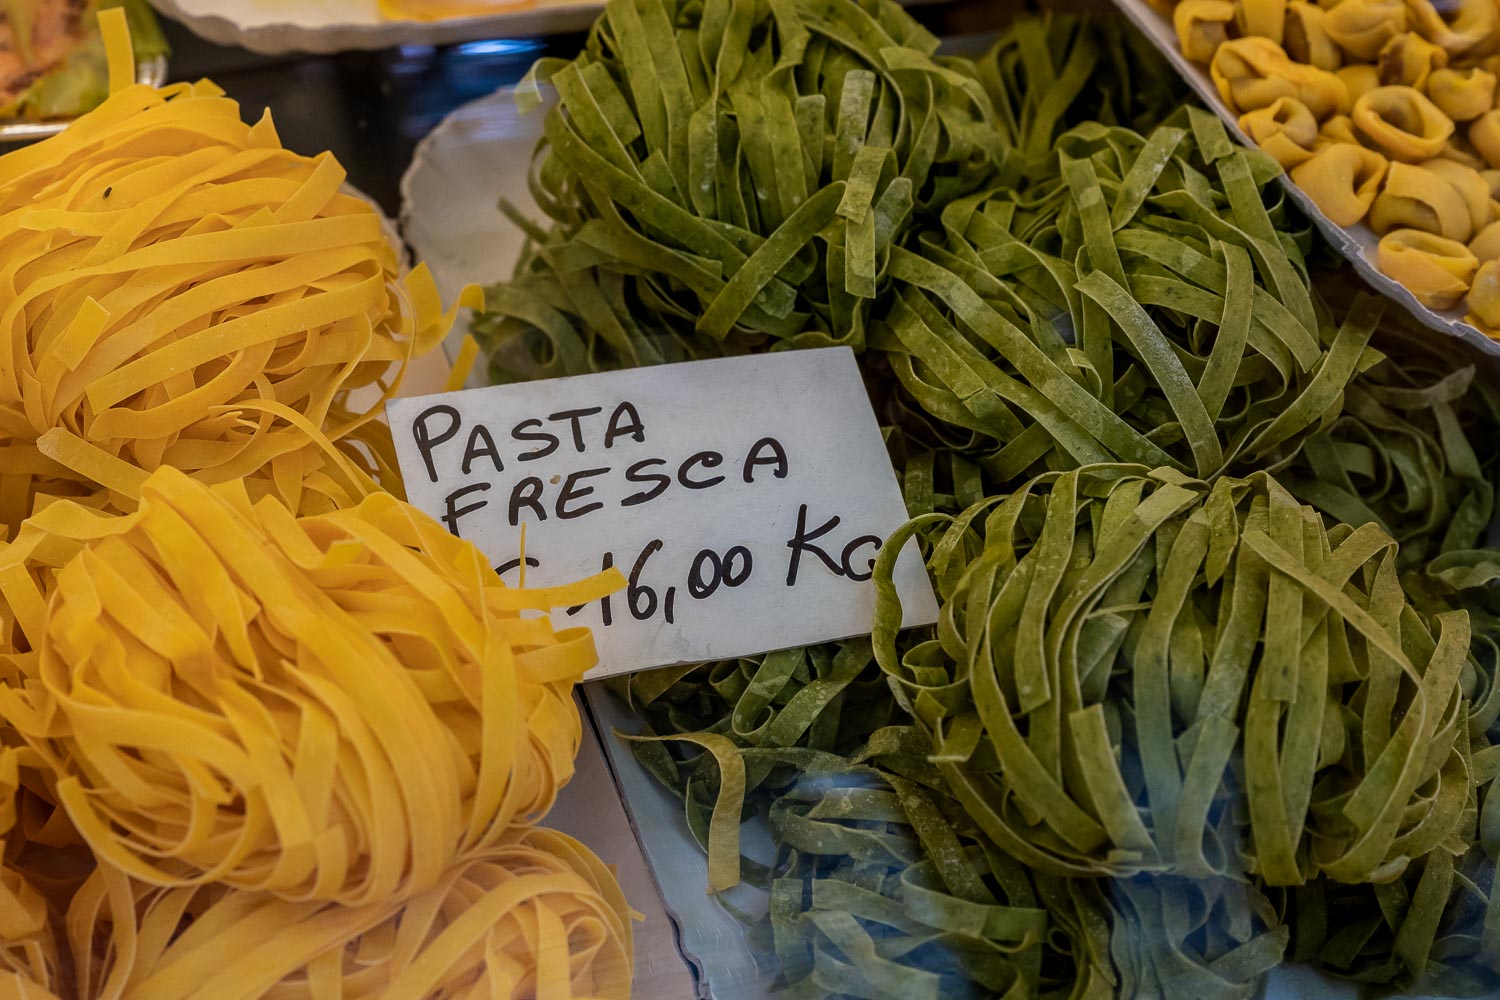 PASTA
FRESCA
€ 16,00 Kg